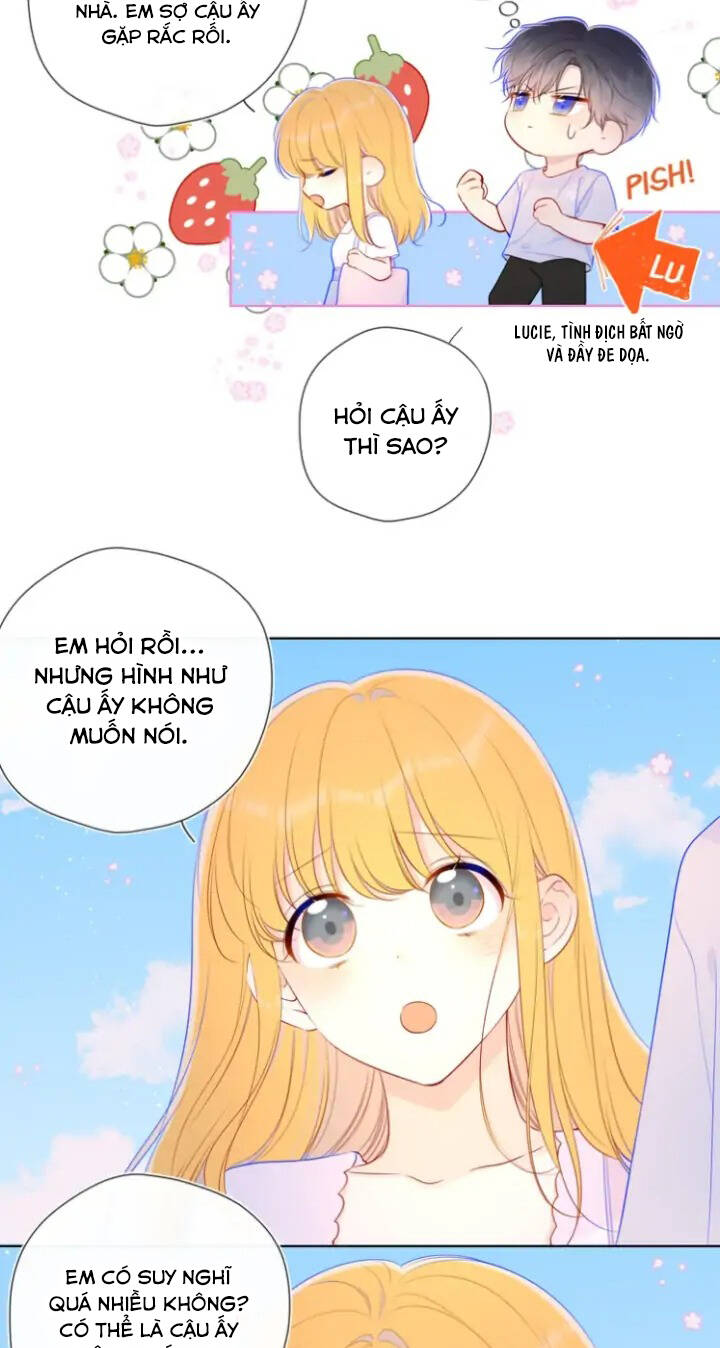 NHÀ. EM SỢ CẬU ẤY
GẶP RẮC RỐI.
PISH!
LU
LUCIE, TÌNH ĐỊCH BẤT NGỜ
VÀ ĐẦY ĐE DỌA.
HỎI CẬU ẤY
THÌ SAO?
EM HỎI RỒI...
NHƯNG HÌNH NHƯ
CẬU ẤY KHÔNG
MUỐN NÓI.
EM CÓ SUY NGHĨ
QUÁ NHIỀU KHÔNG?
CÓ THỂ LÀ CẬU ẤY